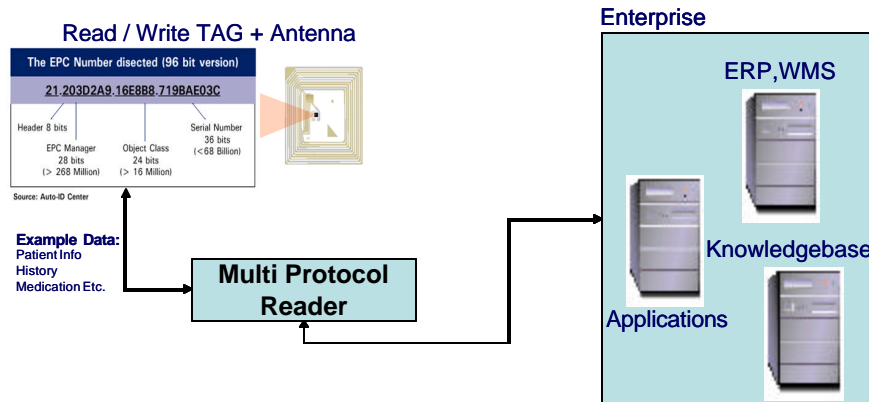 Read / Write TAG + Antenna
The EPC Number disected (96 bit version)
21.203D2A9.16E8B8.719BAE03C
Header 8 bits
EPC Manager
28 bits
(> 268 Million)
Object Class
24 bits
(> 16 Million)
Serial Number
36 bits
(<68 Billion)
Source: Auto-ID Center
Example Data:
Patient Info
History
Medication Etc.
Multi Protocol
Reader
Enterprise
ERP,WMS
Knowledgebase
Applications